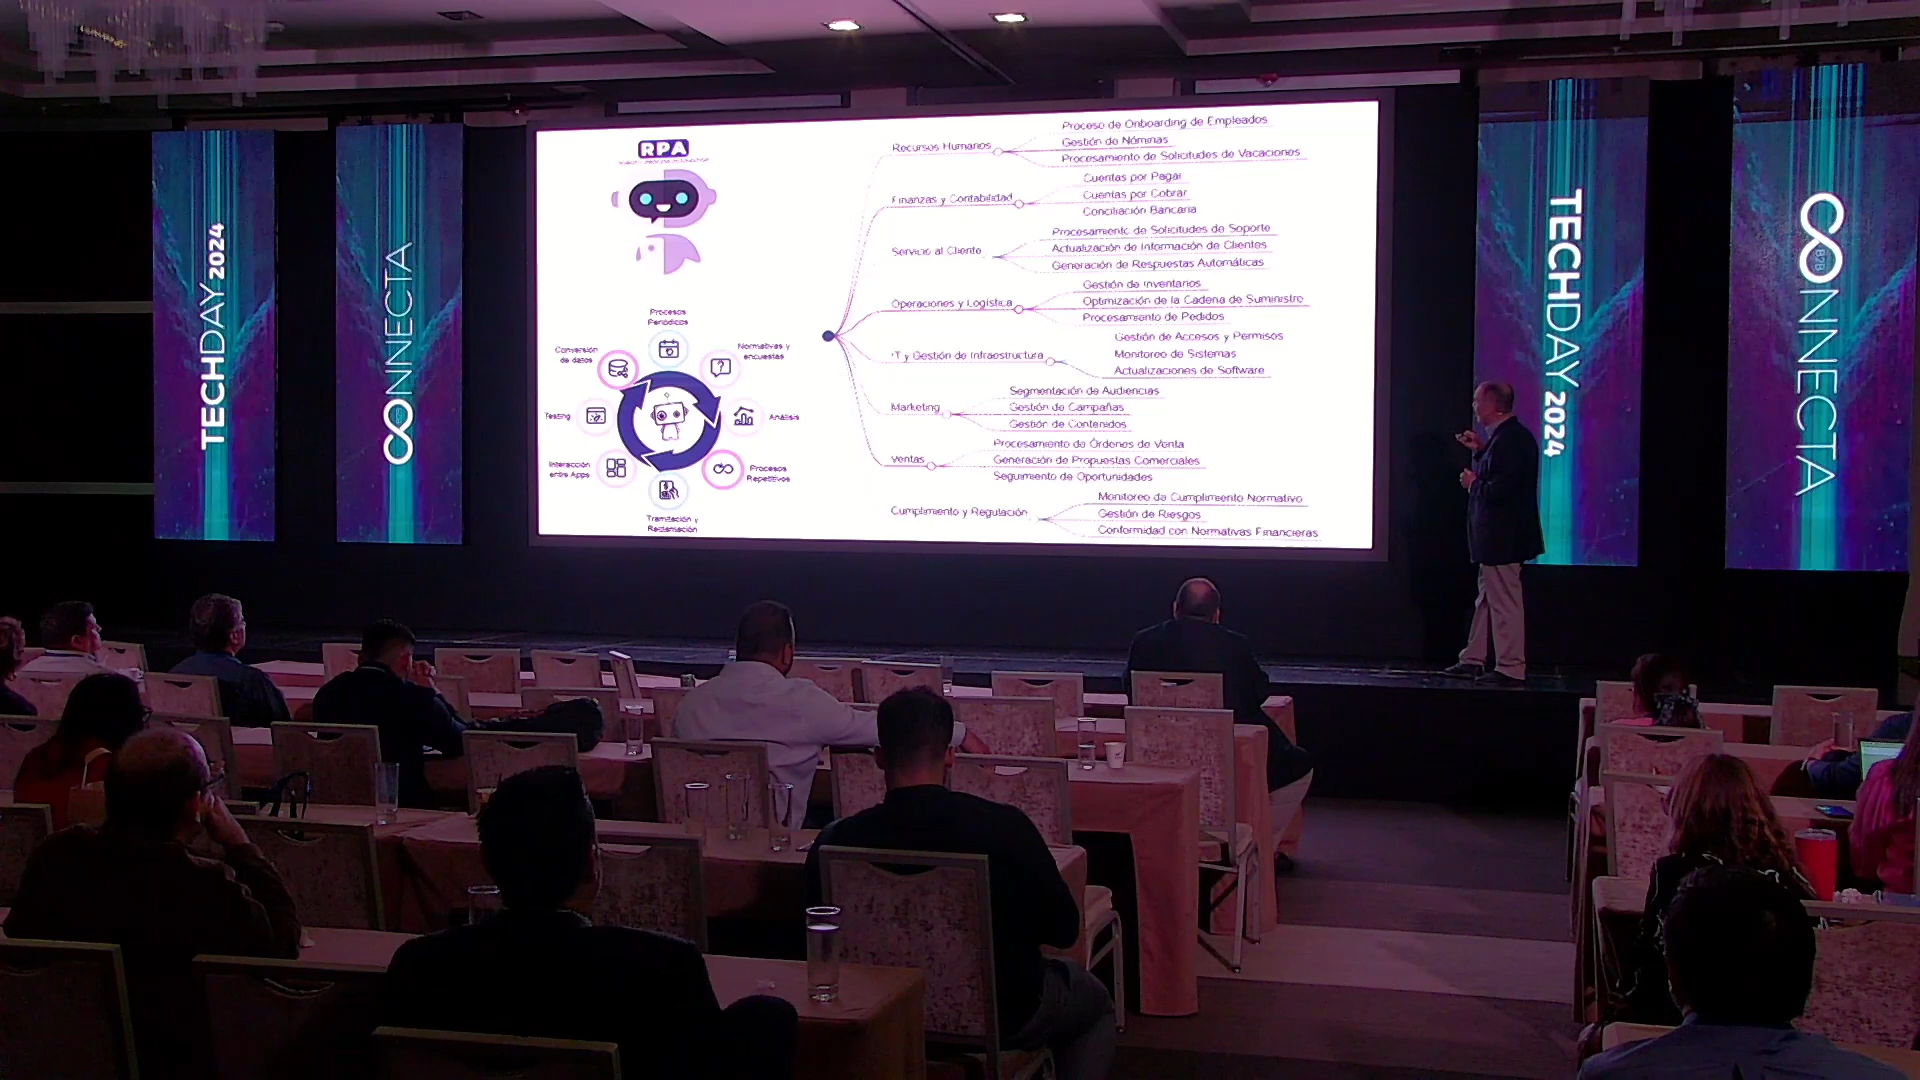 TECHDAY 2024
CONNECTA
RPA
Procesos
Periódicos
Conversión
de datos
Normativas y
encuestas
Testing
Análisis
Interacción
entre Apps
Procesos
Repetitivos
Tramitación y
Reclamación
Recursos Humanos
Proceso de Onboarding de Empleados
Gestión de Nóminas
Procesamiento de Solicitudes de Vacaciones
Finanzas y Contabilidad
Cuentas por Pagar
Cuentas por Cobrar
Conciliación Bancaria
Servicio al Cliente
Procesamiento de Solicitudes de Soporte
Actualización de Información de Clientes
Generación de Respuestas Automáticas
Operaciones y Logística
Gestión de Inventarios
Optimización de la Cadena de Suministro
Procesamiento de Pedidos
IT y Gestión de Infraestructura
Gestión de Accesos y Permisos
Monitoreo de Sistemas
Actualizaciones de Software
Marketing
Segmentación de Audiencias
Gestión de Campañas
Gestión de Contenidos
Ventas
Procesamiento de Órdenes de Venta
Generación de Propuestas Comerciales
Seguimiento de Oportunidades
Cumplimiento y Regulación
Monitoreo de Cumplimiento Normativo
Gestión de Riesgos
Conformidad con Normativas Financieras
TECHDAY 2024
CONNECTA
B2B